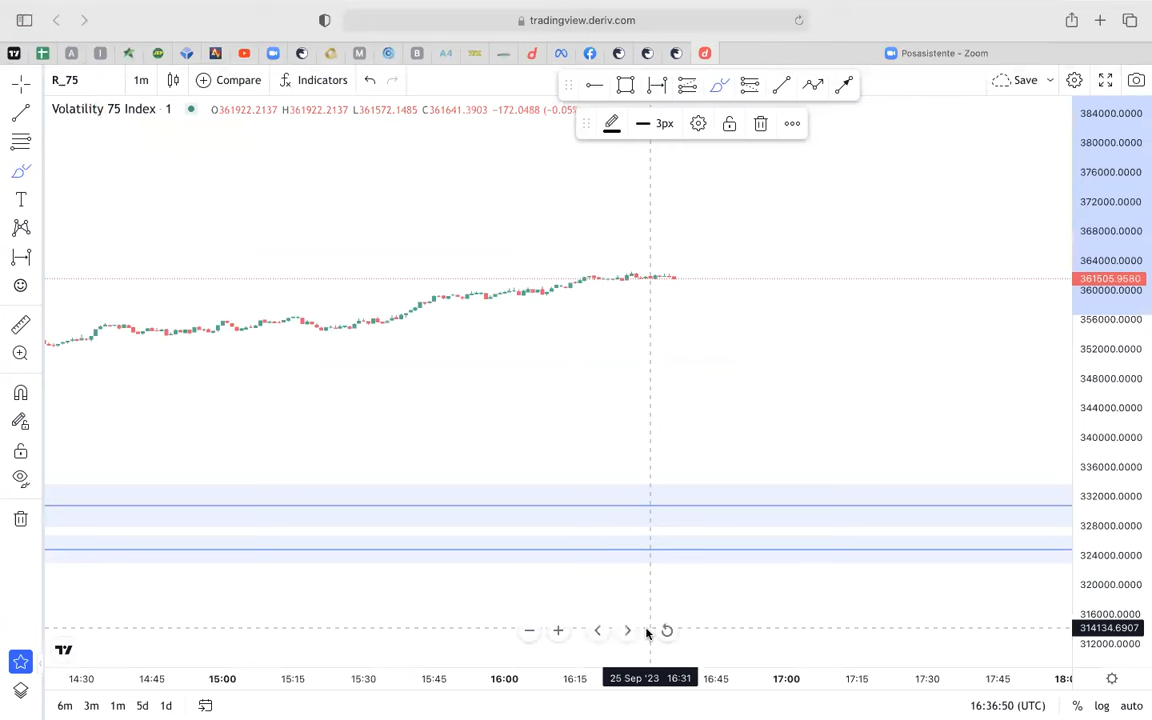 tradingview.deriv.com
A I M B A4 d d
Posasistente - Zoom
R_75 1m Compare Indicators Save
Volatility 75 Index · 1 O361922.2137 H361922.2137 L361572.1485 C361641.3903 −172.0488 (−0.05%
3px
384000.0000
380000.0000
376000.0000
372000.0000
368000.0000
364000.0000
361505.9580
360000.0000
356000.0000
352000.0000
348000.0000
344000.0000
340000.0000
336000.0000
332000.0000
328000.0000
324000.0000
320000.0000
316000.0000
314134.6907
312000.0000
14:30 14:45 15:00 15:15 15:30 15:45 16:00 16:15 25 Sep '23 16:31 16:45 17:00 17:15 17:30 17:45 18:0
6m 3m 1m 5d 1d 16:36:50 (UTC) % log auto